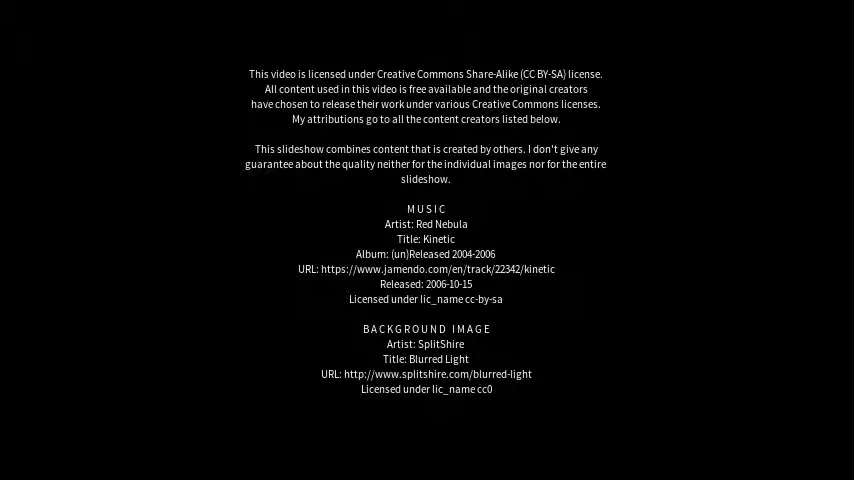 This video is licensed under Creative Commons Share-Alike (CC BY-SA) license.
All content used in this video is free available and the original creators
have chosen to release their work under various Creative Commons licenses.
My attributions go to all the content creators listed below.
This slideshow combines content that is created by others. I don't give any
guarantee about the quality neither for the individual images nor for the entire
slideshow.
MUSIC
Artist: Red Nebula
Title: Kinetic
Album: (un)Released 2004-2006
URL: https://www.jamendo.com/en/track/22342/kinetic
Released: 2006-10-15
Licensed under lic_name cc-by-sa
BACKGROUND IMAGE
Artist: SplitShire
Title: Blurred Light
URL: http://www.splitshire.com/blurred-light
Licensed under lic_name cc0